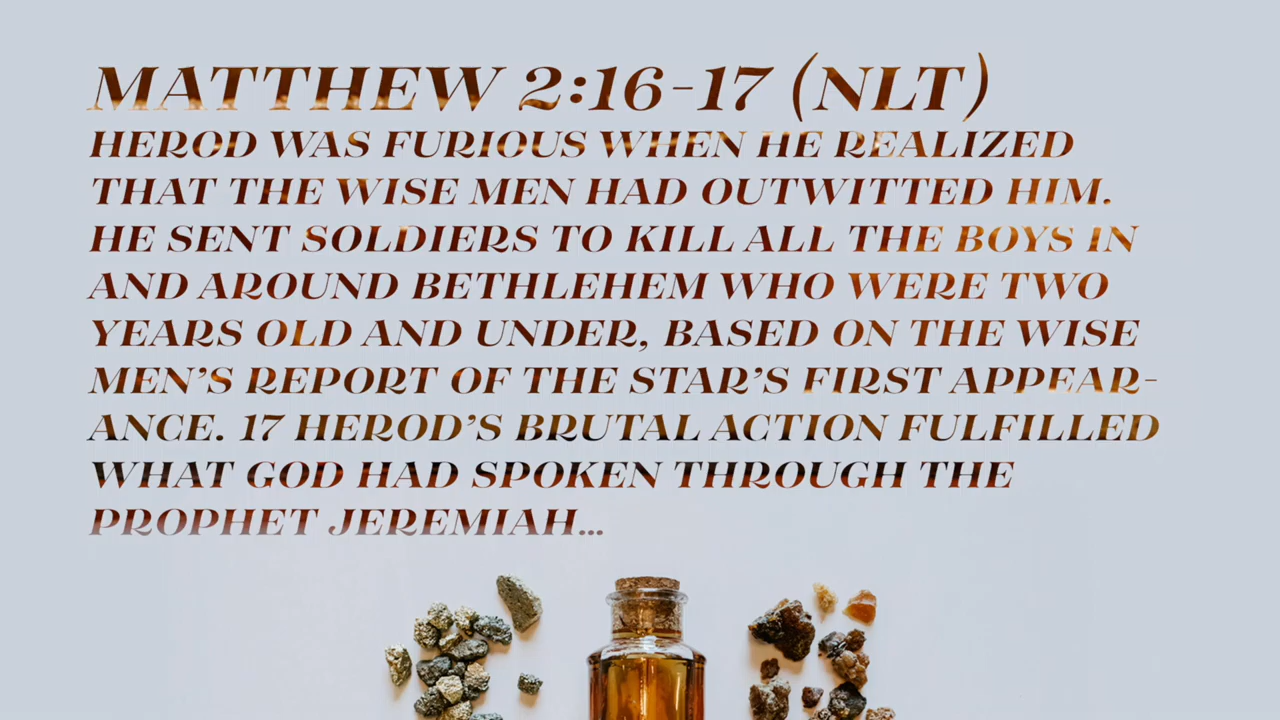 MATTHEW 2:16-17 (NLT)
HEROD WAS FURIOUS WHEN HE REALIZED
THAT THE WISE MEN HAD OUTWITTED HIM.
HE SENT SOLDIERS TO KILL ALL THE BOYS IN
AND AROUND BETHLEHEM WHO WERE TWO
YEARS OLD AND UNDER, BASED ON THE WISE
MEN’S REPORT OF THE STAR’S FIRST APPEAR-
ANCE. 17 HEROD’S BRUTAL ACTION FULFILLED
WHAT GOD HAD SPOKEN THROUGH THE
PROPHET JEREMIAH…